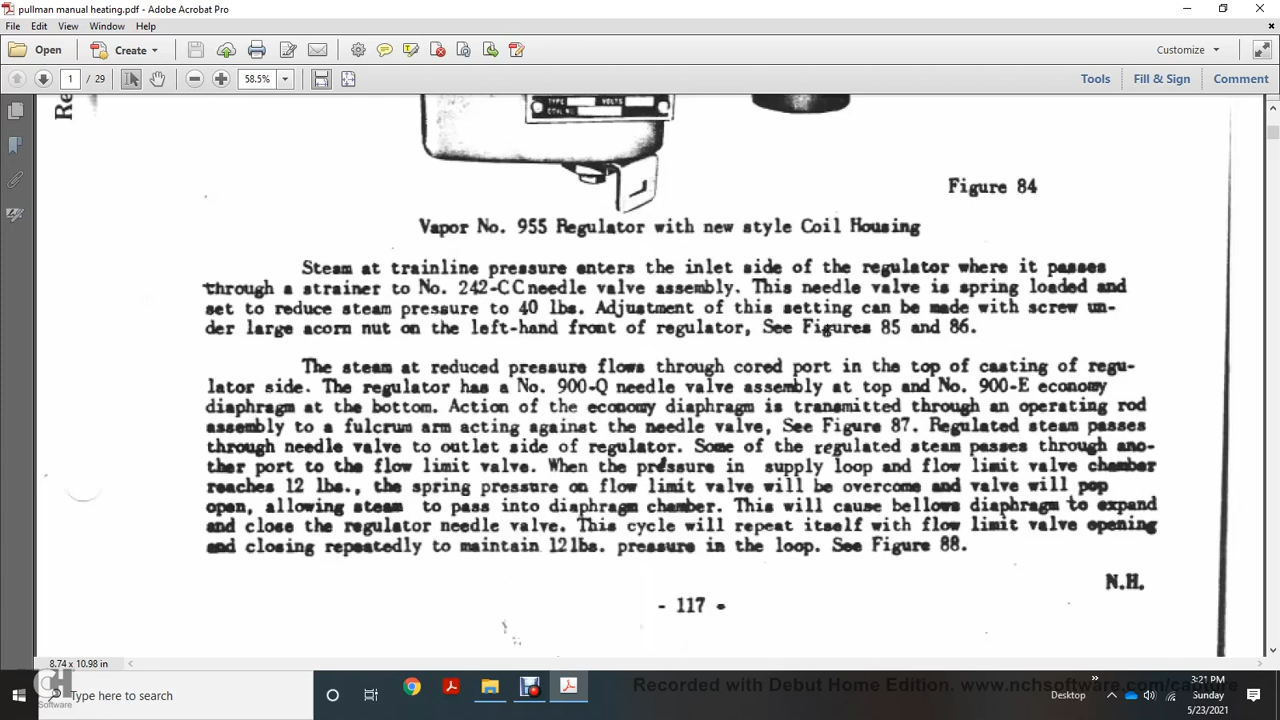 pullman manual heating.pdf - Adobe Acrobat Pro
File Edit View Window Help
Open Create Customize
1 / 29 58.5% Tools Fill & Sign Comment
Re
TYPE VOLTS
Figure 84
Vapor No. 955 Regulator with new style Coil Housing
Steam at trainline pressure enters the inlet side of the regulator where it passes
through a strainer to No. 242-CC needle valve assembly. This needle valve is spring loaded and
set to reduce steam pressure to 40 lbs. Adjustment of this setting can be made with screw un-
der large acorn nut on the left-hand front of regulator, See Figures 85 and 86.
The steam at reduced pressure flows through cored port in the top of casting of regu-
lator side. The regulator has a No. 900-Q needle valve assembly at top and No. 900-E economy
diaphragm at the bottom. Action of the economy diaphragm is transmitted through an operating rod
assembly to a fulcrum arm acting against the needle valve, See Figure 87. Regulated steam passes
through needle valve to outlet side of regulator. Some of the regulated steam passes through ano-
ther port to the flow limit valve. When the pressure in supply loop and flow limit valve chamber
reaches 12 lbs., the spring pressure on flow limit valve will be overcome and valve will pop
open, allowing steam to pass into diaphragm chamber. This will cause bellows diaphragm to expand
and close the regulator needle valve. This cycle will repeat itself with flow limit valve opening
and closing repeatedly to maintain 12 lbs. pressure in the loop. See Figure 88.
N.H.
- 117 -
8.74 x 10.98 in
Type here to search
CH
Software
Recorded with Debut Home Edition. www.nchsoftware.com/capture
Desktop
3:21 PM
Sunday
5/23/2021